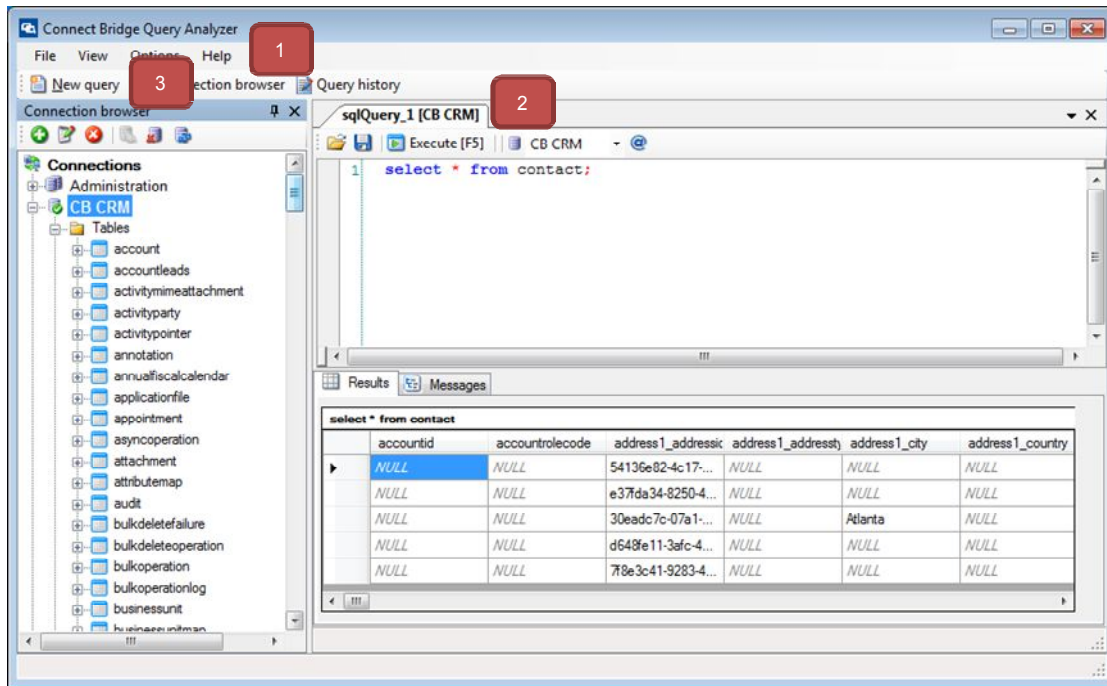 Connect Bridge Query Analyzer
File View Options Help
1
New query 3 ection browser Query history
Connection browser
sqlQuery_1 [CB CRM]
2
Execute [F5] CB CRM
Connections
Administration
CB CRM
Tables
account
accountleads
activitymimeattachment
activityparty
activitypointer
annotation
annualfiscalcalendar
applicationfile
appointment
asyncoperation
attachment
attributemap
audit
bulkdeletefailure
bulkdeleteoperation
bulkoperation
bulkoperationlog
businessunit
businessunitmap
1 select * from contact;
Results Messages
select * from contact
accountid accountrolecode address1_addressic address1_addressty address1_city address1_country
NULL NULL 54136e82-4c17-... NULL NULL NULL
NULL NULL e37fda34-8250-4... NULL NULL NULL
NULL NULL 30eadc7c-07a1-... NULL Atlanta NULL
NULL NULL d648fe11-3afc-4... NULL NULL NULL
NULL NULL 7f8e3c41-9283-4... NULL NULL NULL